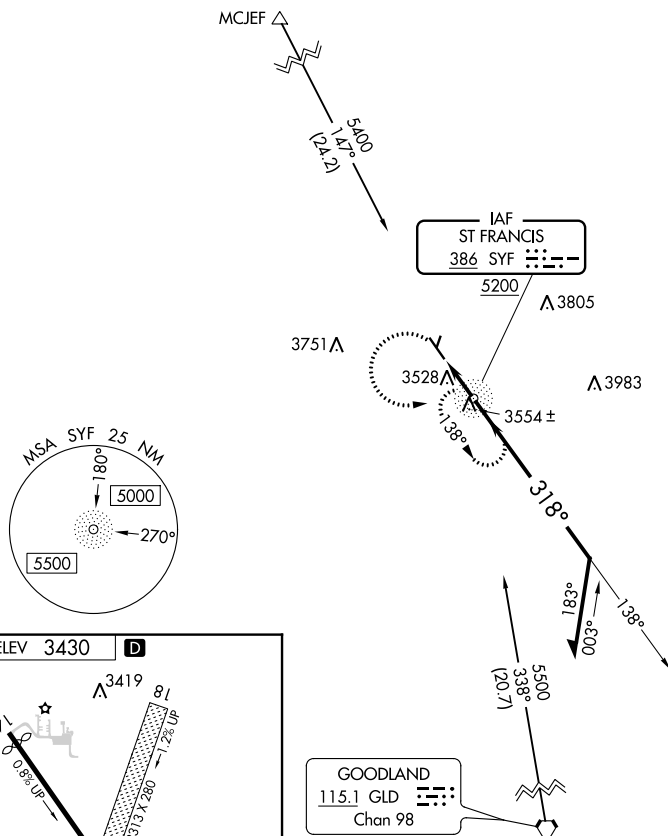 MCJEF
5400
147°
(24.2)
IAF
ST FRANCIS
386 SYF
5200
3805
3751
3528
3983
3554 ±
138°
318°
MSA SYF 25 NM
180°
5000
270°
5500
183°
003°
138°
5500
338°
(20.7)
ELEV 3430 D
3419
18
0.8% UP
1.2% UP
313 X 280
GOODLAND
115.1 GLD
Chan 98